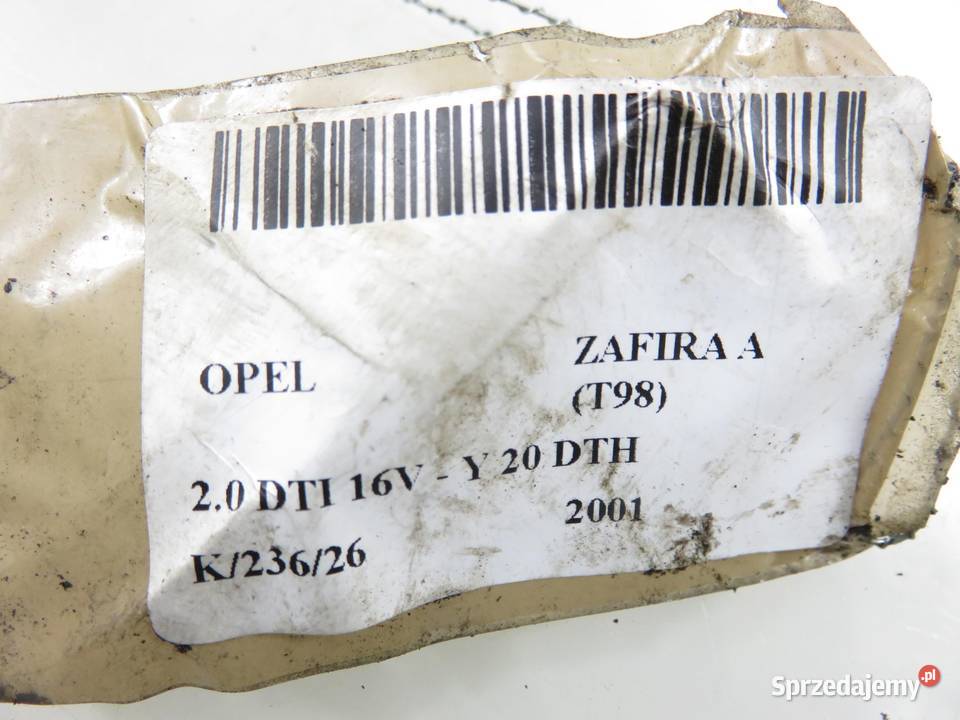 OPEL
ZAFIRA A
(T98)
2.0 DTI 16V - Y 20 DTH
2001
K/236/26
Sprzedajemy.pl